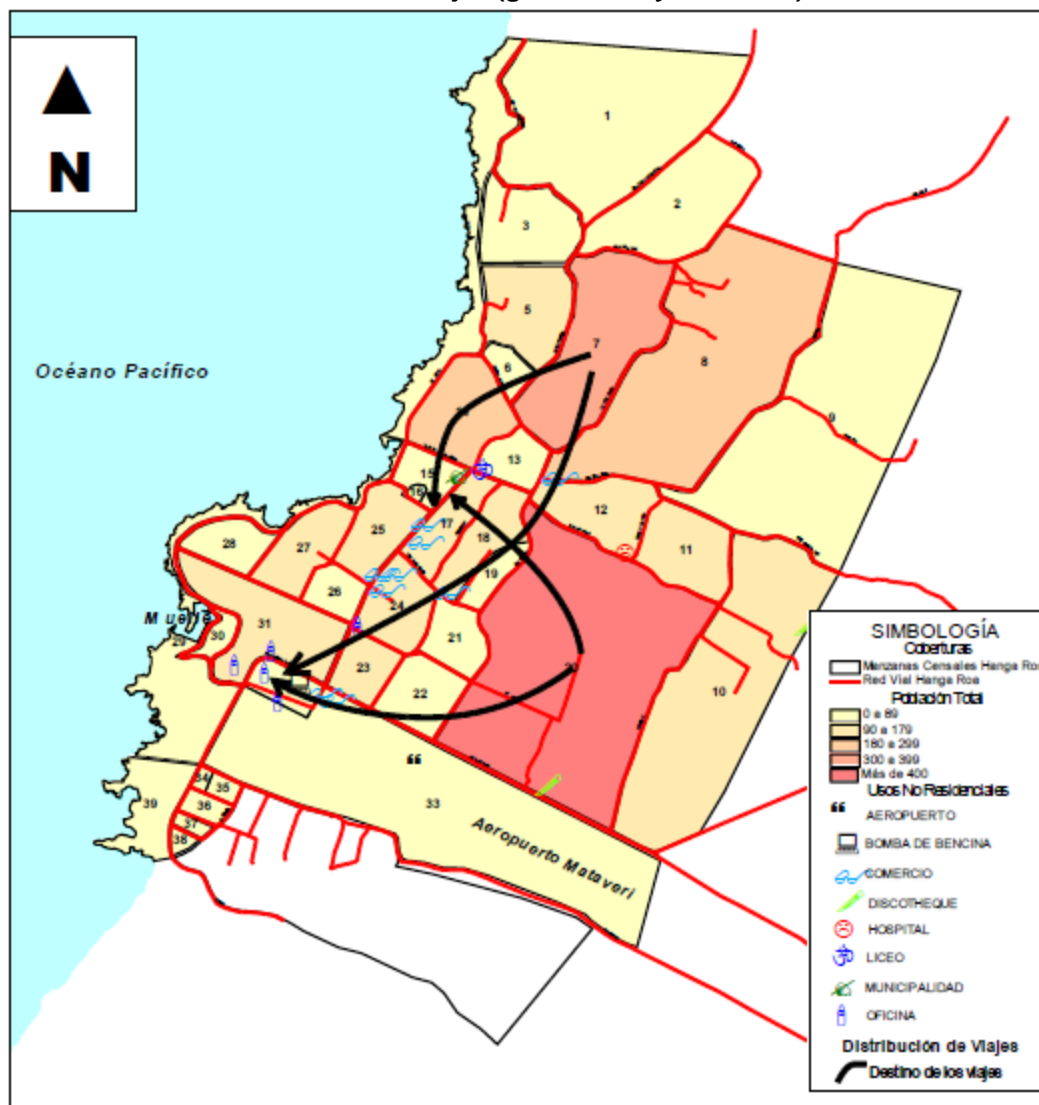 N
1
2
3
5
7
6
8
9
Océano Pacífico
13
15
16
17
12
25
18
11
28
27
19
26
24
Muelle
31
30
29
21
23
22
10
33
34
35
39
36
37
38
Aeropuerto Mataveri
SIMBOLOGÍA
Coberturas
Manzanas Censales Hanga Ro
Red Vial Hanga Roa
Población Total
0 a 89
90 a 179
180 a 299
300 a 399
Más de 400
Usos No Residenciales
AEROPUERTO
BOMBA DE BENCINA
COMERCIO
DISCOTHEQUE
HOSPITAL
LICEO
MUNICIPALIDAD
OFICINA
Distribución de Viajes
Destino de los viajes